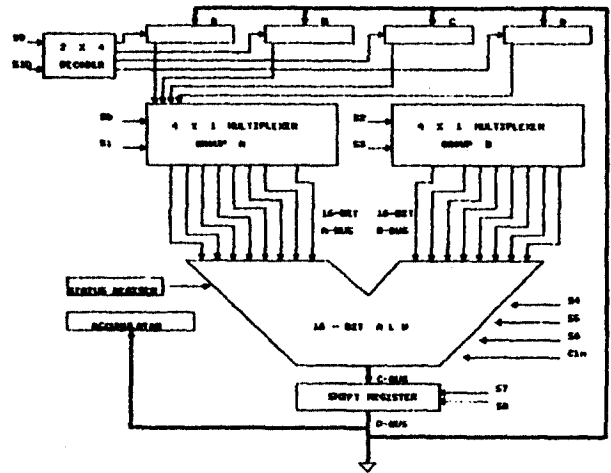 A B C D
S9
2 X 4
DECODER
S10
S0
S1
4 X 1 MULTIPLEXER
GROUP A
S2
S3
4 X 1 MULTIPLEXER
GROUP B
16-BIT
A-BUS
16-BIT
B-BUS
STATUS REGISTER
ACCUMULATOR
16 - BIT A L U
S4
S5
S6
Cin
C-BUS
SHIFT REGISTER
S7
S8
D-BUS